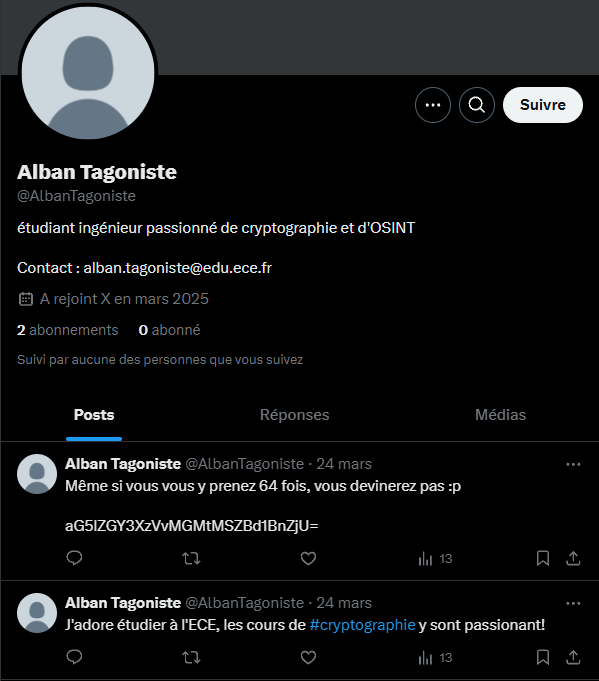 Suivre
Alban Tagoniste
@AlbanTagoniste
étudiant ingénieur passionné de cryptographie et d'OSINT
Contact : alban.tagoniste@edu.ece.fr
A rejoint X en mars 2025
2 abonnements 0 abonné
Suivi par aucune des personnes que vous suivez
Posts Réponses Médias
Alban Tagoniste @AlbanTagoniste · 24 mars
Même si vous vous y prenez 64 fois, vous devinerez pas :p
aG5lZGY3XzVvMGMtMSZBd1BnZjU=
13
Alban Tagoniste @AlbanTagoniste · 24 mars
J'adore étudier à l'ECE, les cours de #cryptographie y sont passionant!
13